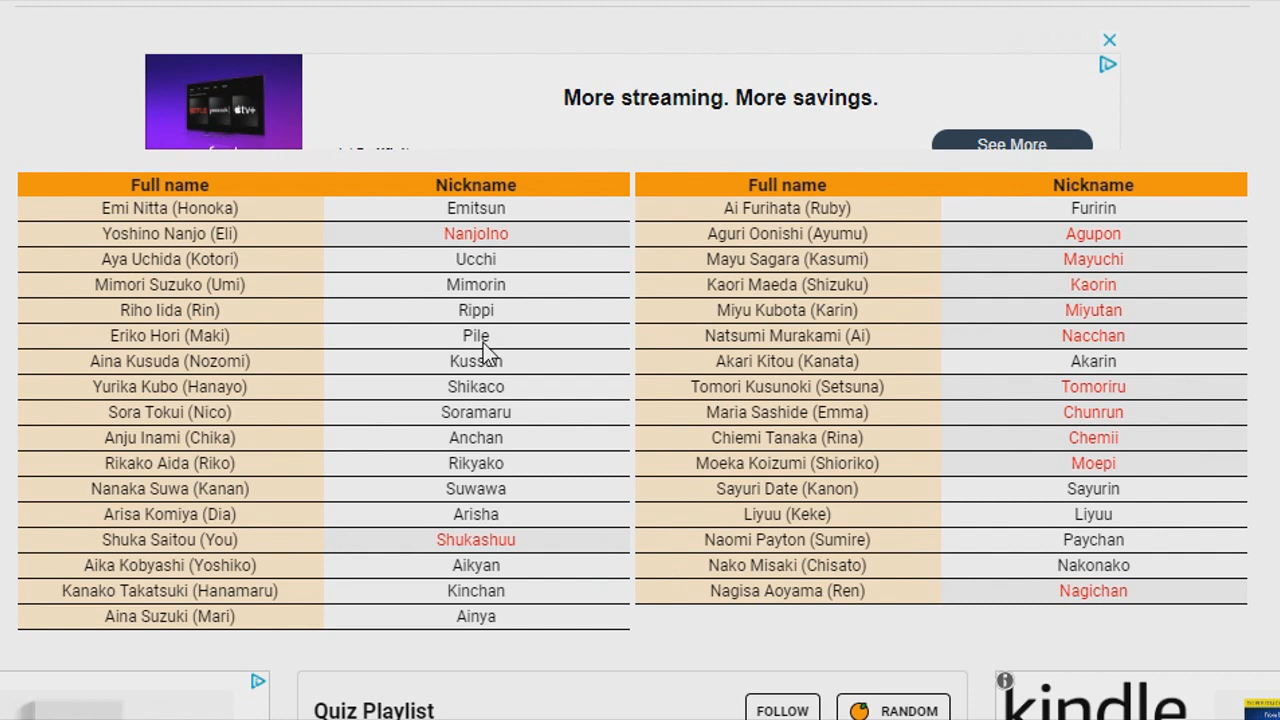 More streaming. More savings.
See More
Full name Nickname
Emi Nitta (Honoka) Emitsun
Yoshino Nanjo (Eli) Nanjolno
Aya Uchida (Kotori) Ucchi
Mimori Suzuko (Umi) Mimorin
Riho Iida (Rin) Rippi
Eriko Hori (Maki) Pile
Aina Kusuda (Nozomi)
Yurika Kubo (Hanayo) Shikaco
Sora Tokui (Nico) Soramaru
Anju Inami (Chika) Anchan
Rikako Aida (Riko) Rikyako
Nanaka Suwa (Kanan) Suwawa
Arisa Komiya (Dia) Arisha
Shuka Saitou (You) Shukashuu
Aika Kobyashi (Yoshiko) Aikyan
Kanako Takatsuki (Hanamaru) Kinchan
Aina Suzuki (Mari) Ainya
Full name Nickname
Ai Furihata (Ruby) Furirin
Aguri Oonishi (Ayumu) Agupon
Mayu Sagara (Kasumi) Mayuchi
Kaori Maeda (Shizuku) Kaorin
Miyu Kubota (Karin) Miyutan
Natsumi Murakami (Ai) Nacchan
Akari Kitou (Kanata) Akarin
Tomori Kusunoki (Setsuna) Tomoriru
Maria Sashide (Emma) Chunrun
Chiemi Tanaka (Rina) Chemii
Moeka Koizumi (Shioriko) Moepi
Sayuri Date (Kanon) Sayurin
Liyuu (Keke) Liyuu
Naomi Payton (Sumire) Paychan
Nako Misaki (Chisato) Nakonako
Nagisa Aoyama (Ren) Nagichan
Quiz Playlist
FOLLOW
RANDOM
kindle